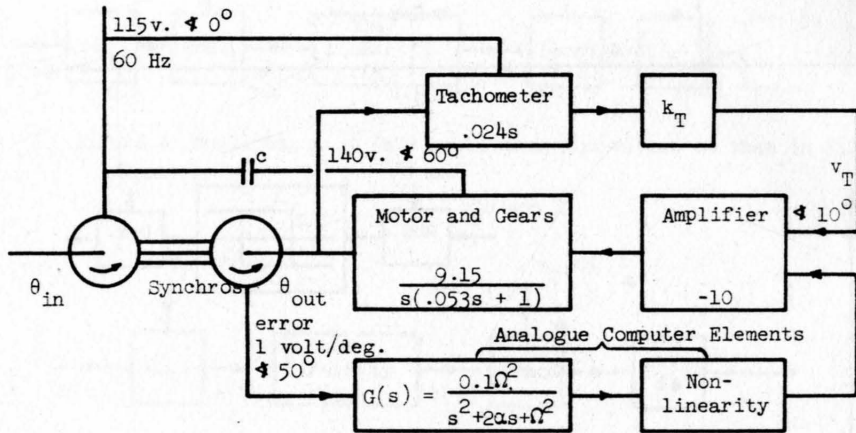 115v. ∢ 0°
60 Hz
Tachometer
.024s
k_T
c
140v. ∢ 60°
v_T
∢ 10°
Motor and Gears
9.15
s(.053s + 1)
Amplifier
-10
θ_in
Synchros
θ_out
error
1 volt/deg.
∢ 50°
Analogue Computer Elements
G(s) = 0.1Ω²
s²+2αs+Ω²
Non-
linearity